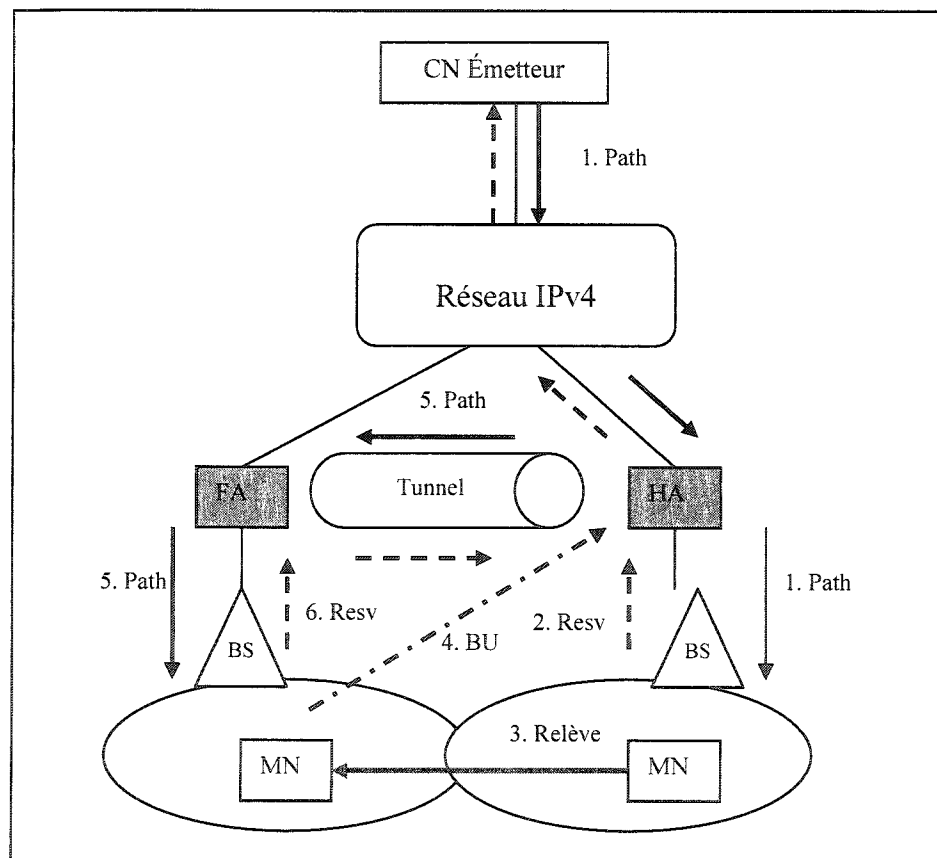 CN Émetteur
1. Path
Réseau IPv4
5. Path
FA
Tunnel
HA
5. Path
6. Resv
4. BU
2. Resv
1. Path
BS
BS
3. Relève
MN
MN